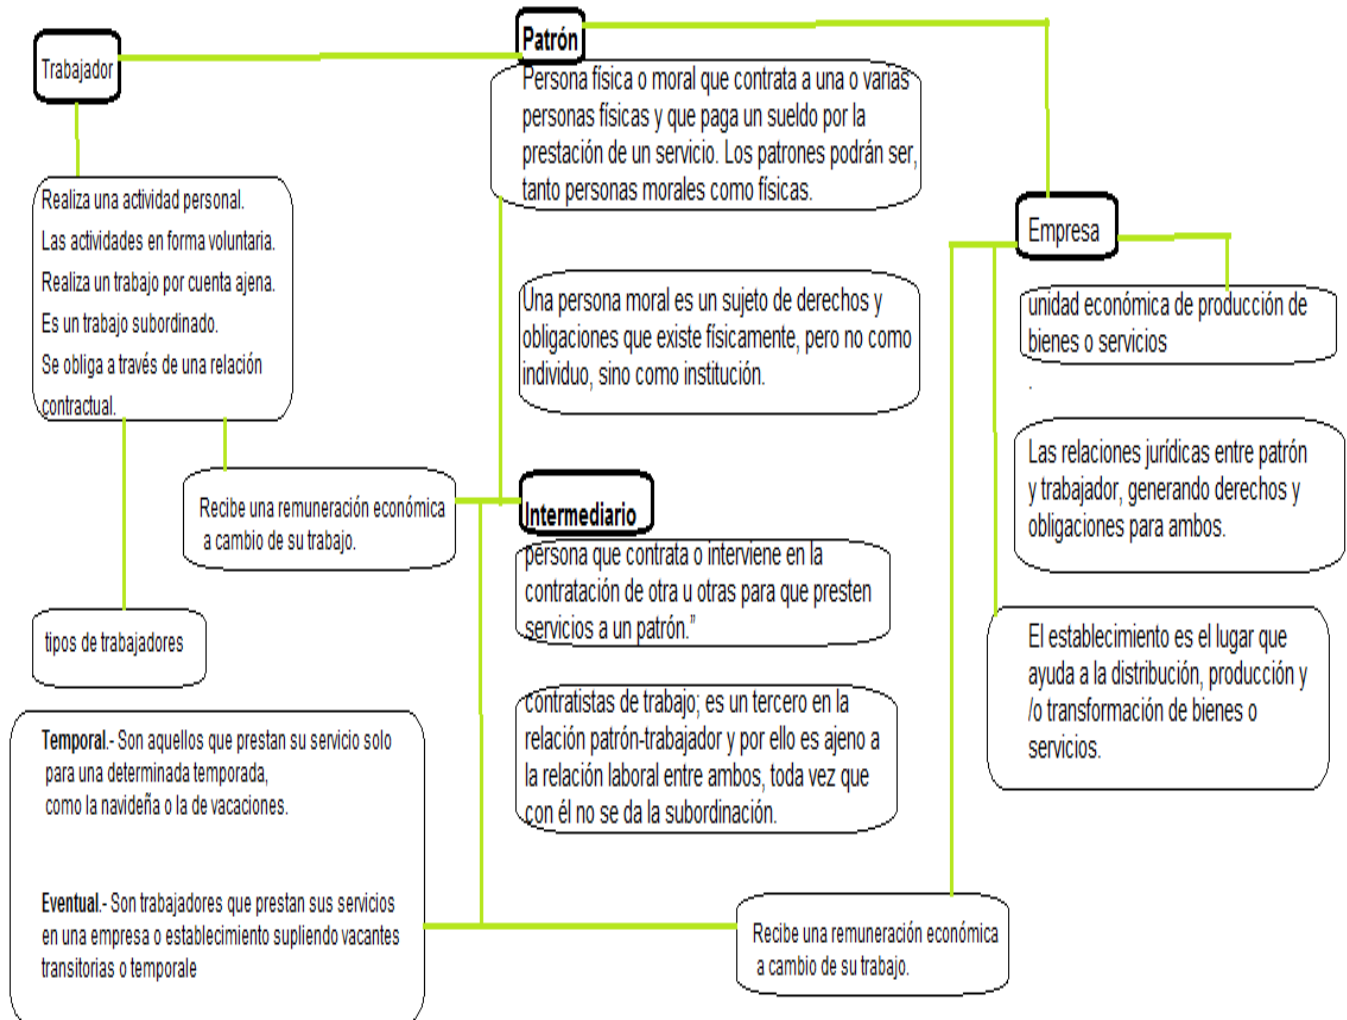 Trabajador
Patrón
Persona física o moral que contrata a una o varias
personas físicas y que paga un sueldo por la
prestación de un servicio. Los patrones podrán ser,
tanto personas morales como físicas.
Realiza una actividad personal.
Las actividades en forma voluntaria.
Realiza un trabajo por cuenta ajena.
Es un trabajo subordinado.
Se obliga a través de una relación
contractual.
Empresa
unidad económica de producción de
bienes o servicios
.
Una persona moral es un sujeto de derechos y
obligaciones que existe físicamente, pero no como
individuo, sino como institución.
Las relaciones jurídicas entre patrón
y trabajador, generando derechos y
obligaciones para ambos.
Recibe una remuneración económica
a cambio de su trabajo.
Intermediario
persona que contrata o interviene en la
contratación de otra u otras para que presten
servicios a un patrón.”
tipos de trabajadores
El establecimiento es el lugar que
ayuda a la distribución, producción y
/o transformación de bienes o
servicios.
contratistas de trabajo; es un tercero en la
relación patrón-trabajador y por ello es ajeno a
la relación laboral entre ambos, toda vez que
con él no se da la subordinación.
Temporal.- Son aquellos que prestan su servicio solo
para una determinada temporada,
como la navideña o la de vacaciones.
Eventual.- Son trabajadores que prestan sus servicios
en una empresa o establecimiento supliendo vacantes
transitorias o temporale
Recibe una remuneración económica
a cambio de su trabajo.